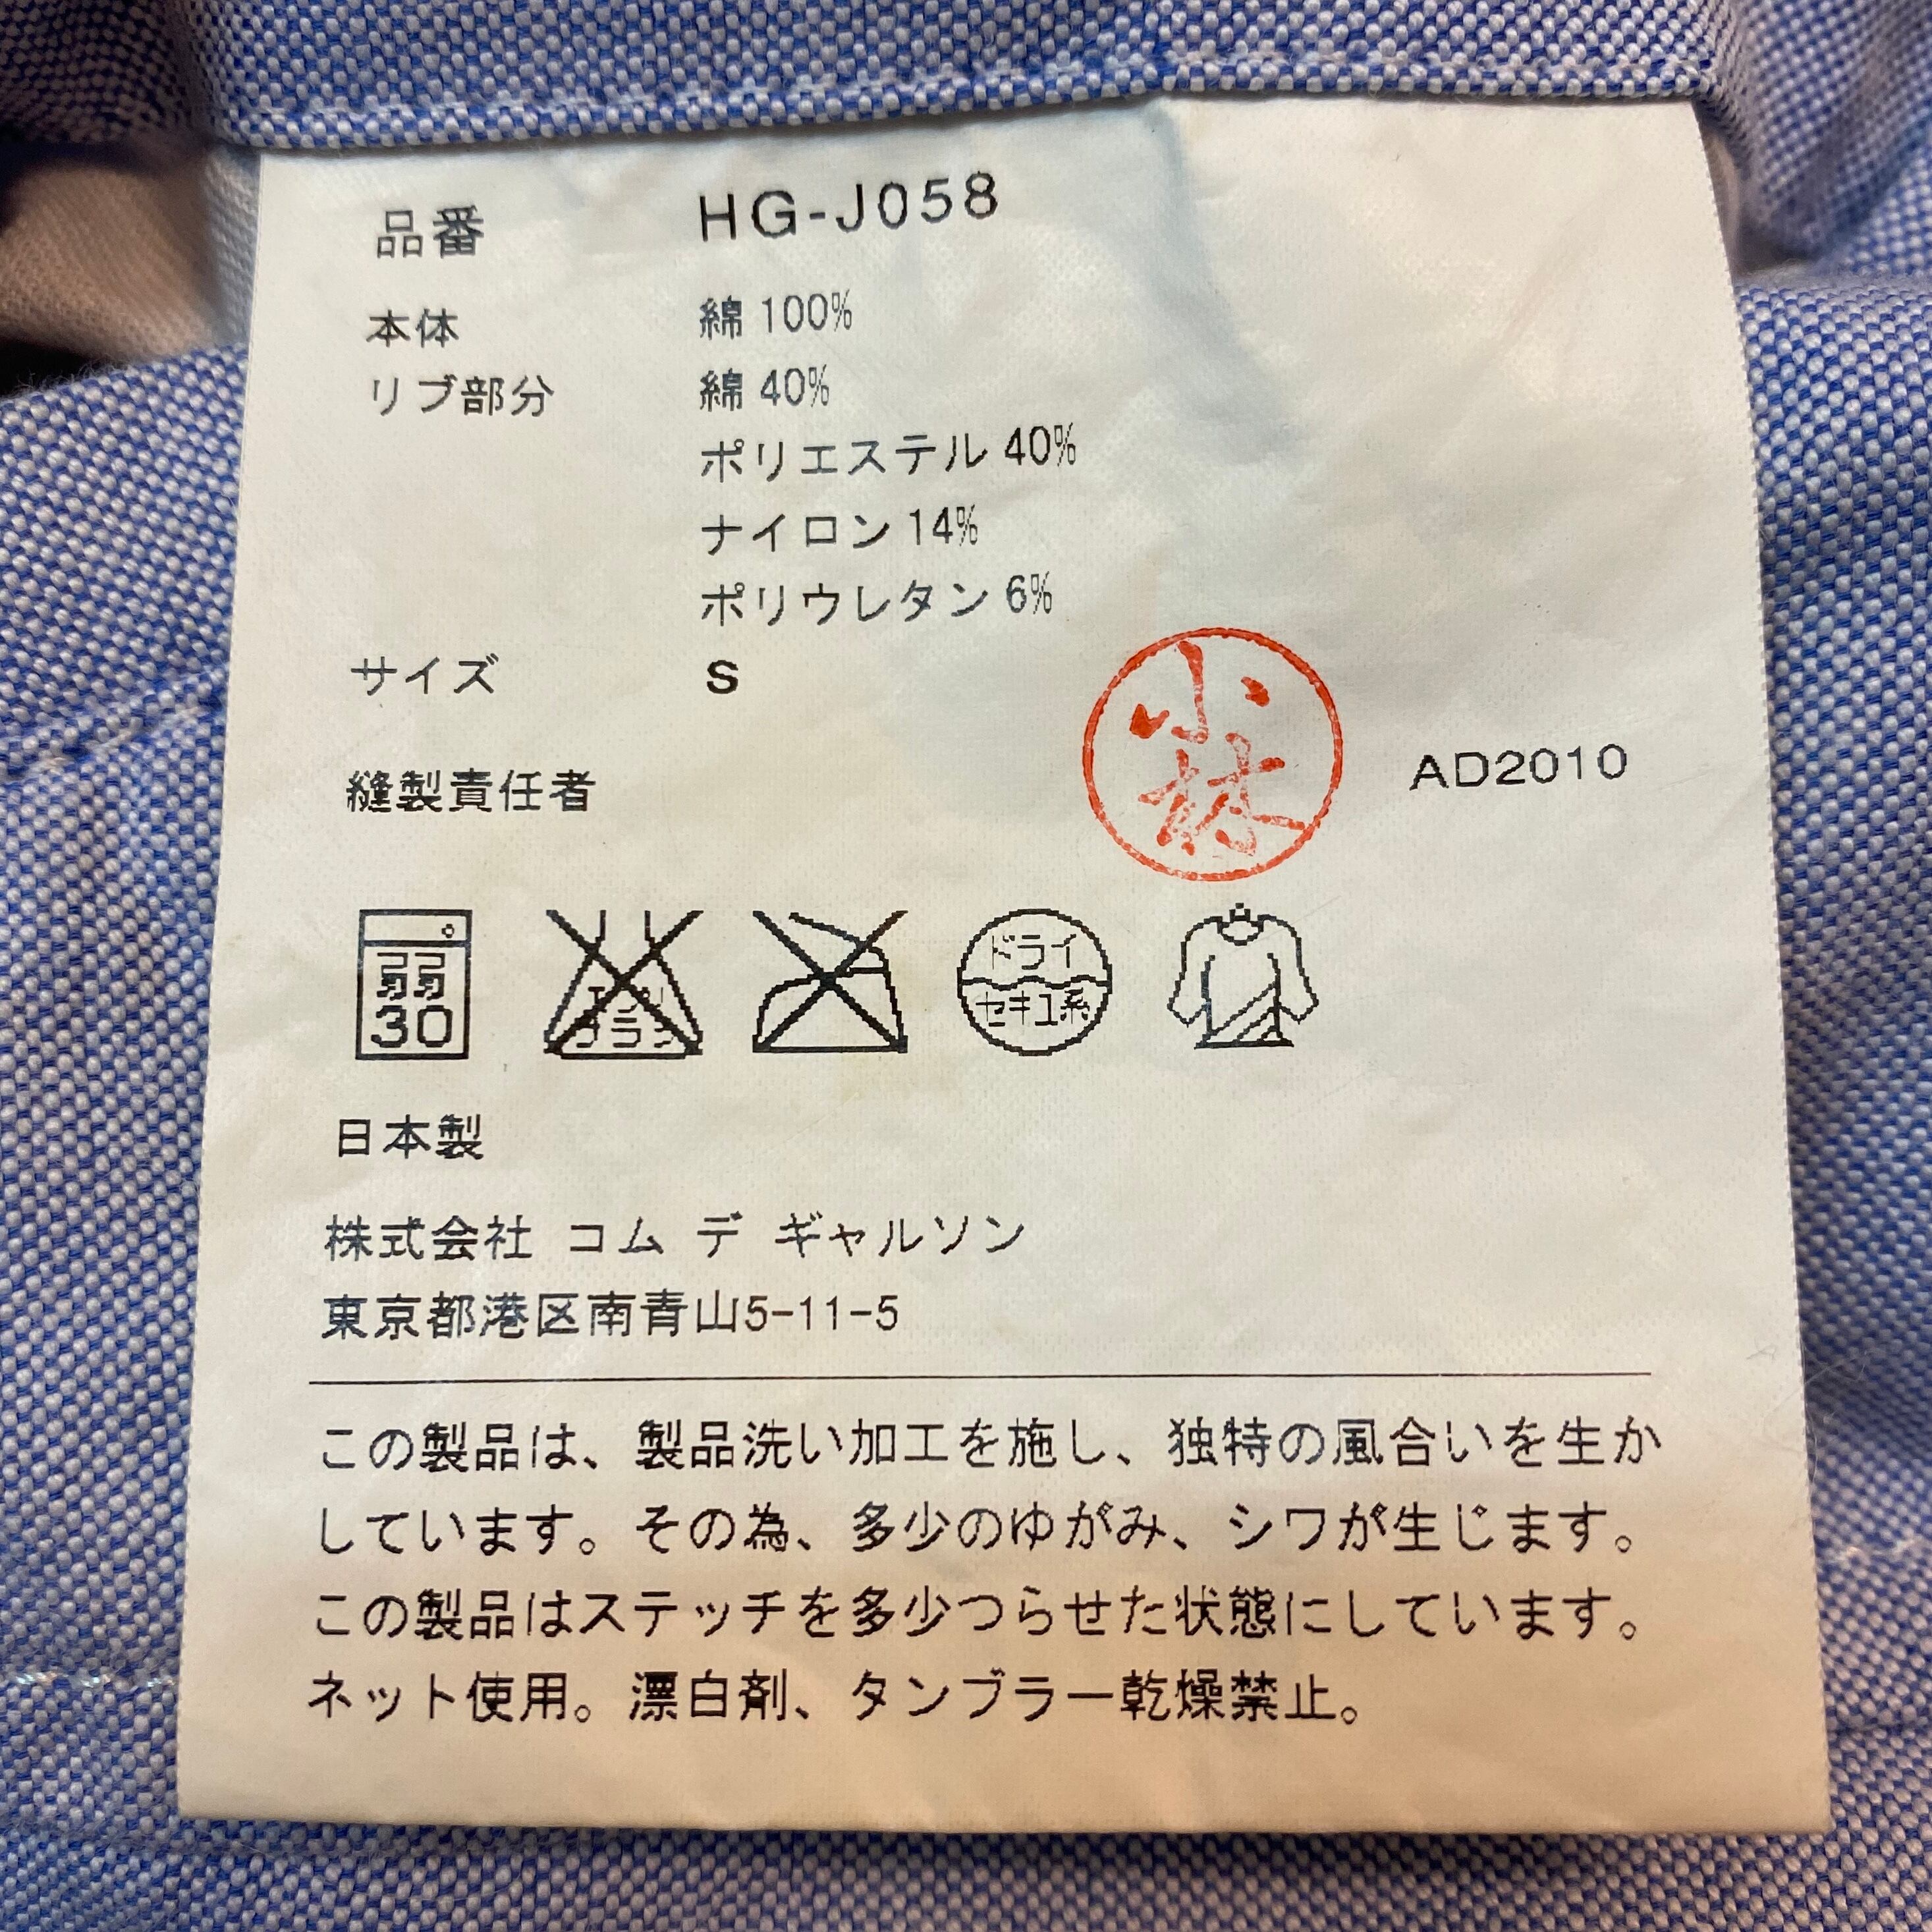 品番 HG-J058
本体 綿 100%
リブ部分 綿 40%
ポリエステル 40%
ナイロン 14%
ポリウレタン 6%
サイズ S
縫製責任者 小林 AD2010
弱 30 エンソ サラシ ドライ セキユ系
日本製
株式会社 コム デ ギャルソン
東京都港区南青山5-11-5
この製品は、製品洗い加工を施し、独特の風合いを生か
しています。その為、多少のゆがみ、シワが生じます。
この製品はステッチを多少つらせた状態にしています。
ネット使用。漂白剤、タンブラー乾燥禁止。